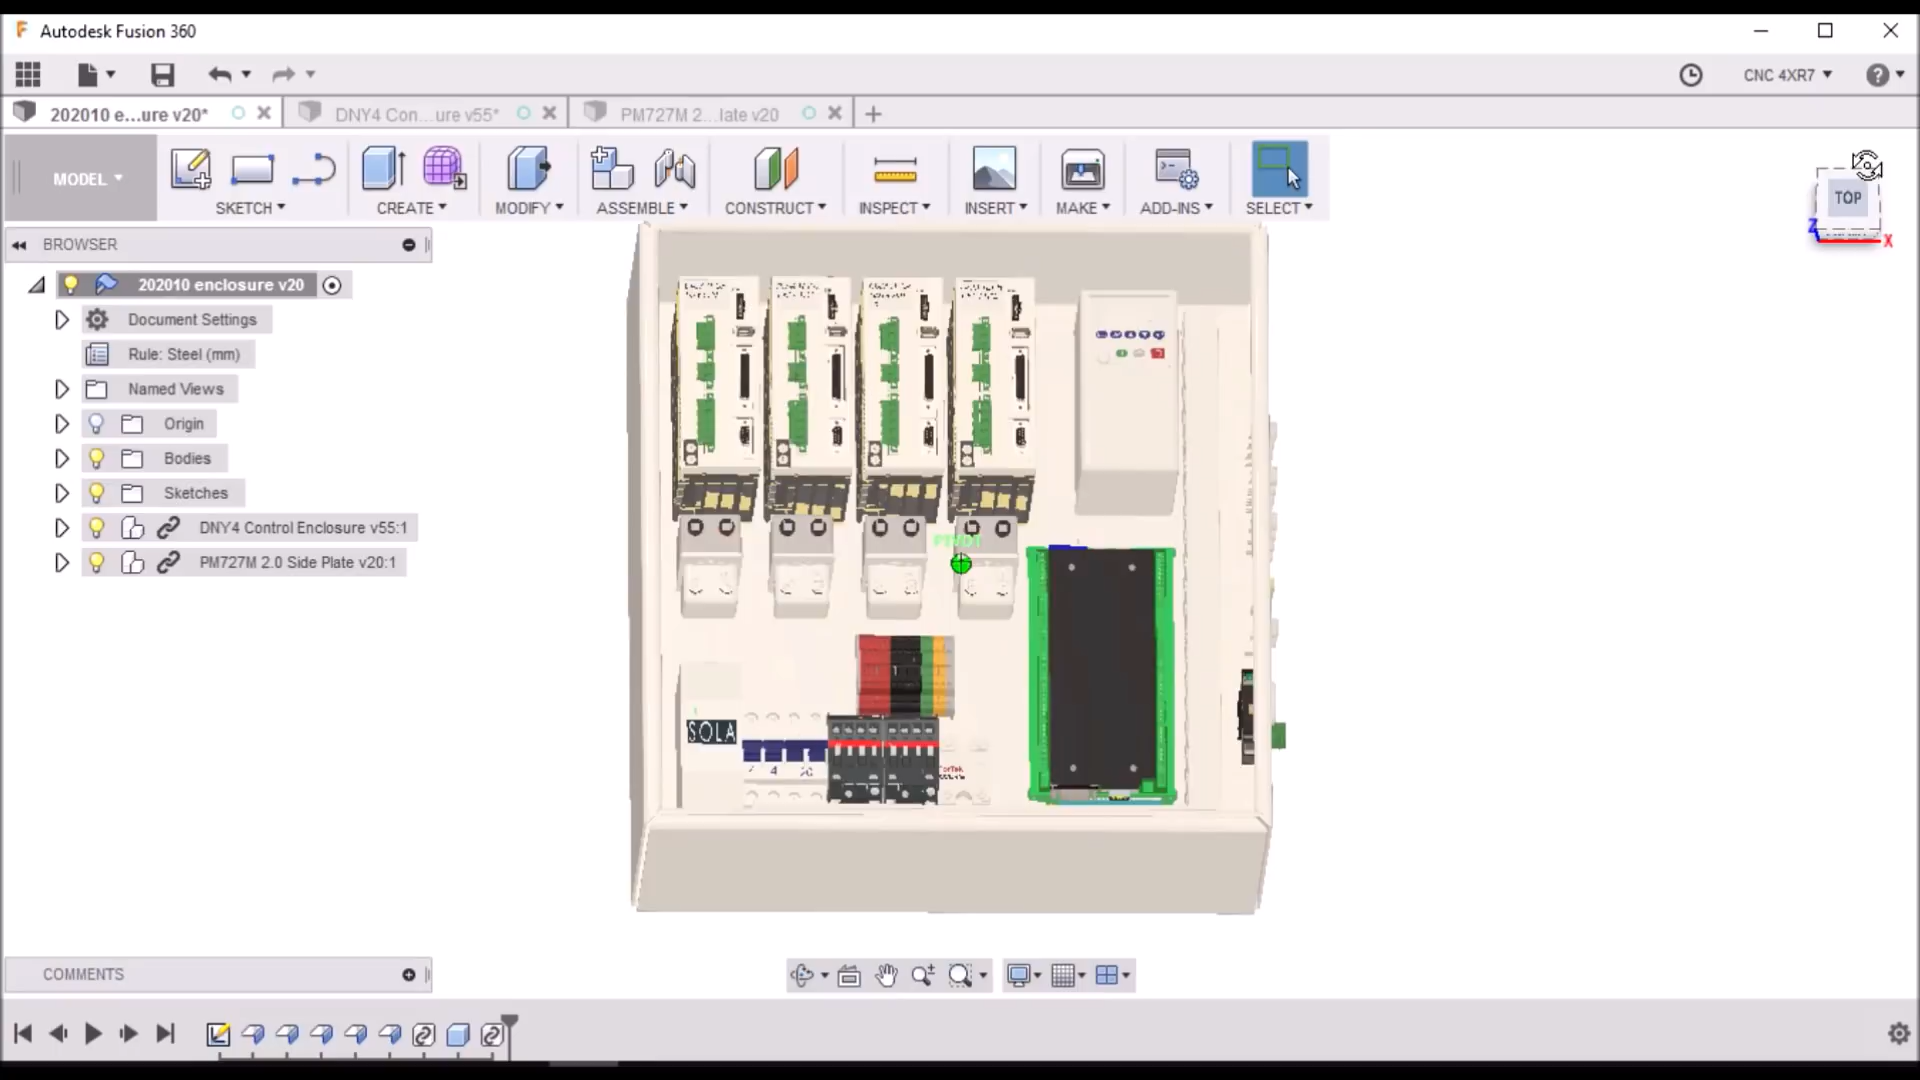 Autodesk Fusion 360
CNC 4XR7
202010 e...ure v20*
DNY4 Con...ure v55*
PM727M 2...late v20
MODEL
SKETCH
CREATE
MODIFY
ASSEMBLE
CONSTRUCT
INSPECT
INSERT
MAKE
ADD-INS
SELECT
TOP
Z
X
BROWSER
202010 enclosure v20
Document Settings
Rule: Steel (mm)
Named Views
Origin
Bodies
Sketches
DNY4 Control Enclosure v55:1
PM727M 2.0 Side Plate v20:1
PIVOT
SOLA
4
COMMENTS